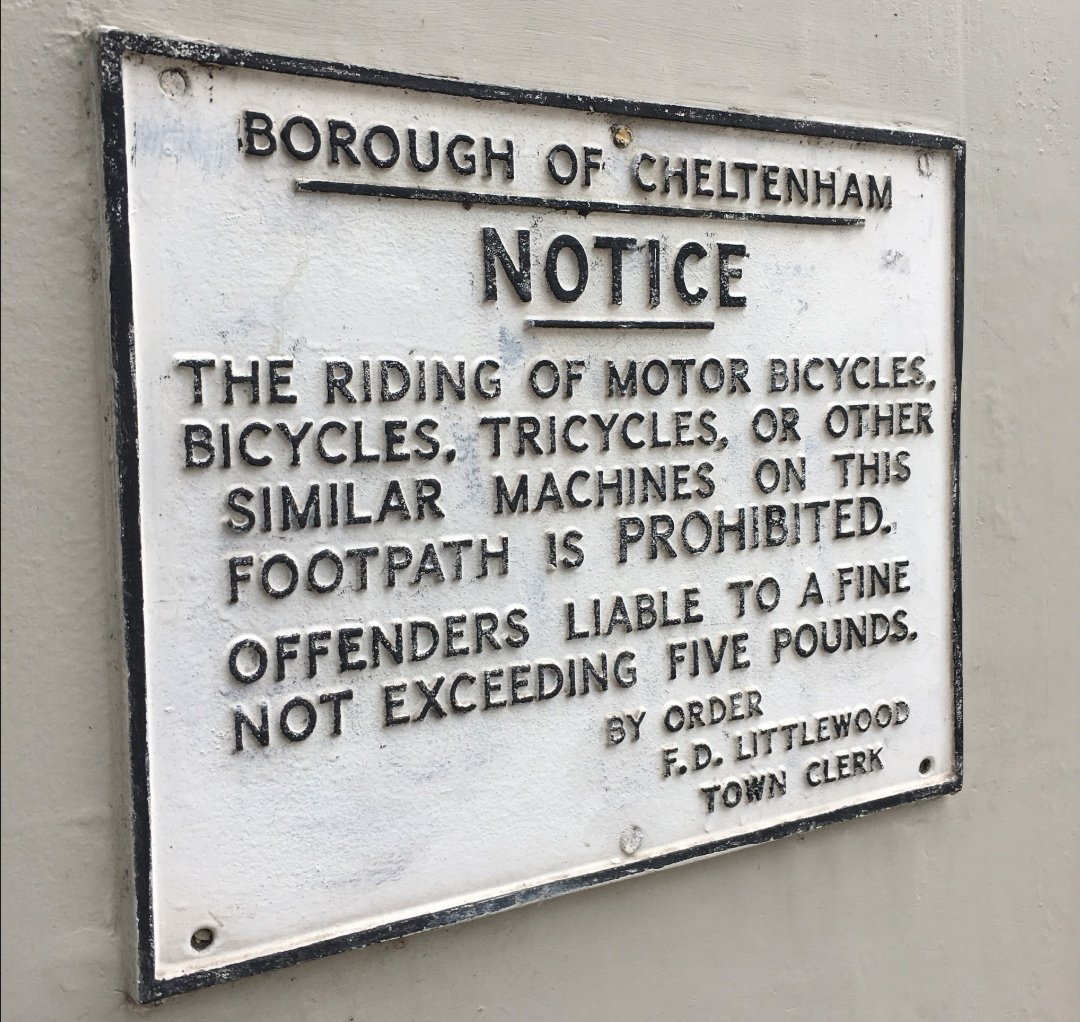 BOROUGH OF CHELTENHAM
NOTICE
THE RIDING OF MOTOR BICYCLES,
BICYCLES, TRICYCLES, OR OTHER
SIMILAR MACHINES ON THIS
FOOTPATH IS PROHIBITED.
OFFENDERS LIABLE TO A FINE
NOT EXCEEDING FIVE POUNDS.
BY ORDER
F.D. LITTLEWOOD
TOWN CLERK